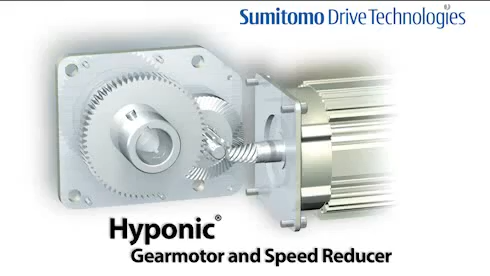 Sumitomo Drive Technologies®
Hyponic®
Gearmotor and Speed Reducer